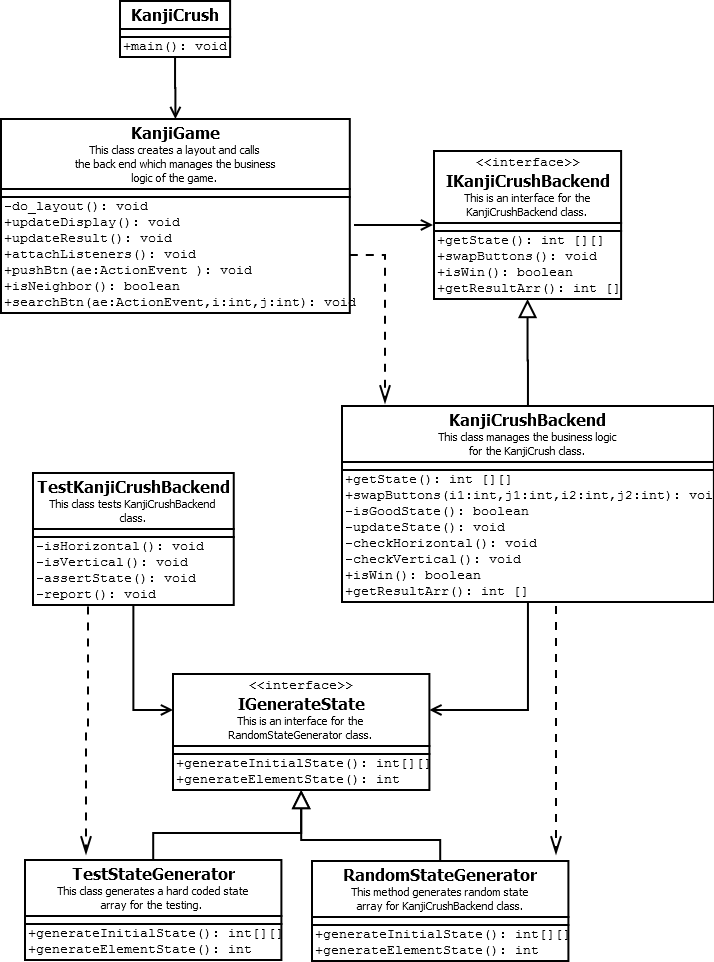 KanjiCrush
+main(): void
KanjiGame
This class creates a layout and calls
the back end which manages the business
logic of the game.
-do_layout(): void
+updateDisplay(): void
+updateResult(): void
+attachListeners(): void
+pushBtn(ae:ActionEvent ): void
+isNeighbor(): boolean
+searchBtn(ae:ActionEvent,i:int,j:int): void
<<interface>>
IKanjiCrushBackend
This is an interface for the
KanjiCrushBackend class.
+getState(): int [][]
+swapButtons(): void
+isWin(): boolean
+getResultArr(): int []
KanjiCrushBackend
This class manages the business logic
for the KanjiCrush class.
+getState(): int [][]
+swapButtons(i1:int,j1:int,i2:int,j2:int): void
-isGoodState(): boolean
-updateState(): void
-checkHorizontal(): void
-checkVertical(): void
+isWin(): boolean
+getResultArr(): int []
TestKanjiCrushBackend
This class tests KanjiCrushBackend
class.
-isHorizontal(): void
-isVertical(): void
-assertState(): void
-report(): void
<<interface>>
IGenerateState
This is an interface for the
RandomStateGenerator class.
+generateInitialState(): int[][]
+generateElementState(): int
TestStateGenerator
This class generates a hard coded state
array for the testing.
+generateInitialState(): int[][]
+generateElementState(): int
RandomStateGenerator
This method generates random state
array for KanjiCrushBackend class.
+generateInitialState(): int[][]
+generateElementState(): int